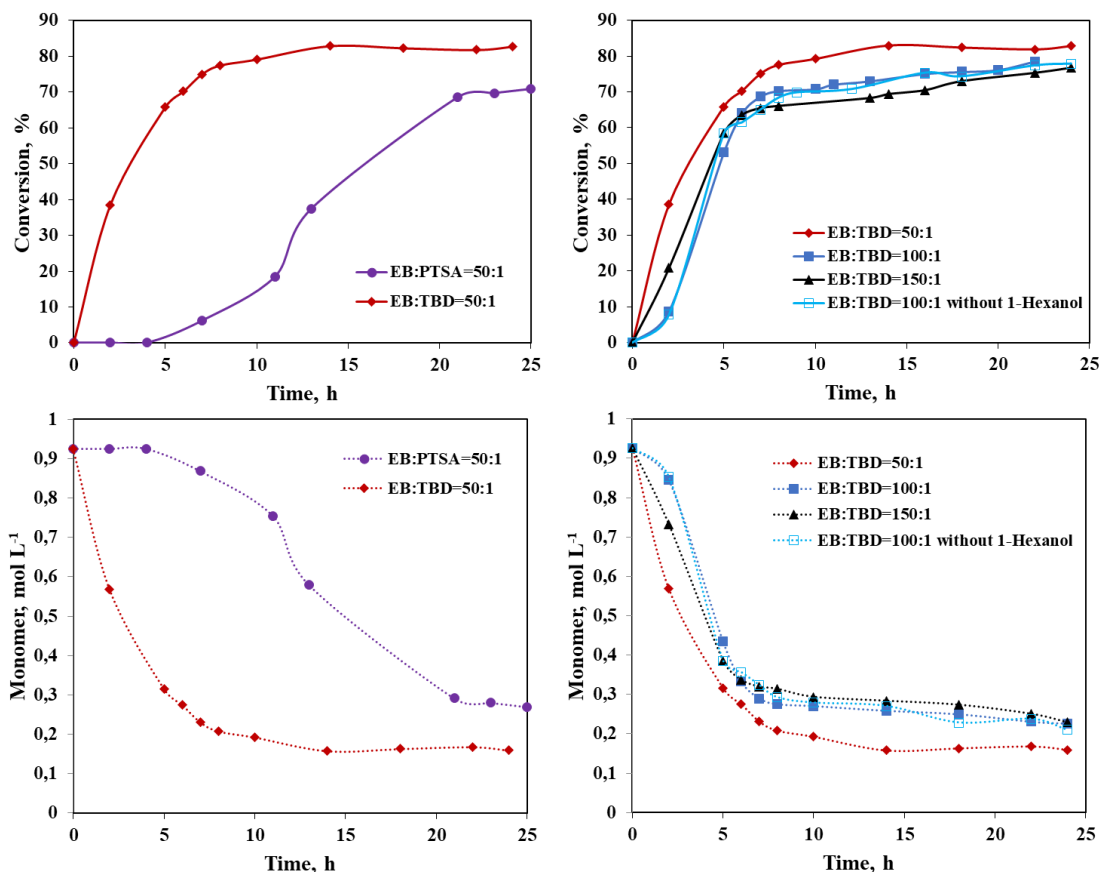 Conversion, %
90
80
70
60
50
40
30
20
10
0
0 5 10 15 20 25
Time, h
EB:PTSA=50:1
EB:TBD=50:1
Conversion, %
90
80
70
60
50
40
30
20
10
0
0 5 10 15 20 25
Time, h
EB:TBD=50:1
EB:TBD=100:1
EB:TBD=150:1
EB:TBD=100:1 without 1-Hexanol
Monomer, mol L-1
1
0,9
0,8
0,7
0,6
0,5
0,4
0,3
0,2
0,1
0
0 5 10 15 20 25
Time, h
EB:PTSA=50:1
EB:TBD=50:1
Monomer, mol L-1
1
0,9
0,8
0,7
0,6
0,5
0,4
0,3
0,2
0,1
0
0 5 10 15 20 25
Time, h
EB:TBD=50:1
EB:TBD=100:1
EB:TBD=150:1
EB:TBD=100:1 without 1-Hexanol